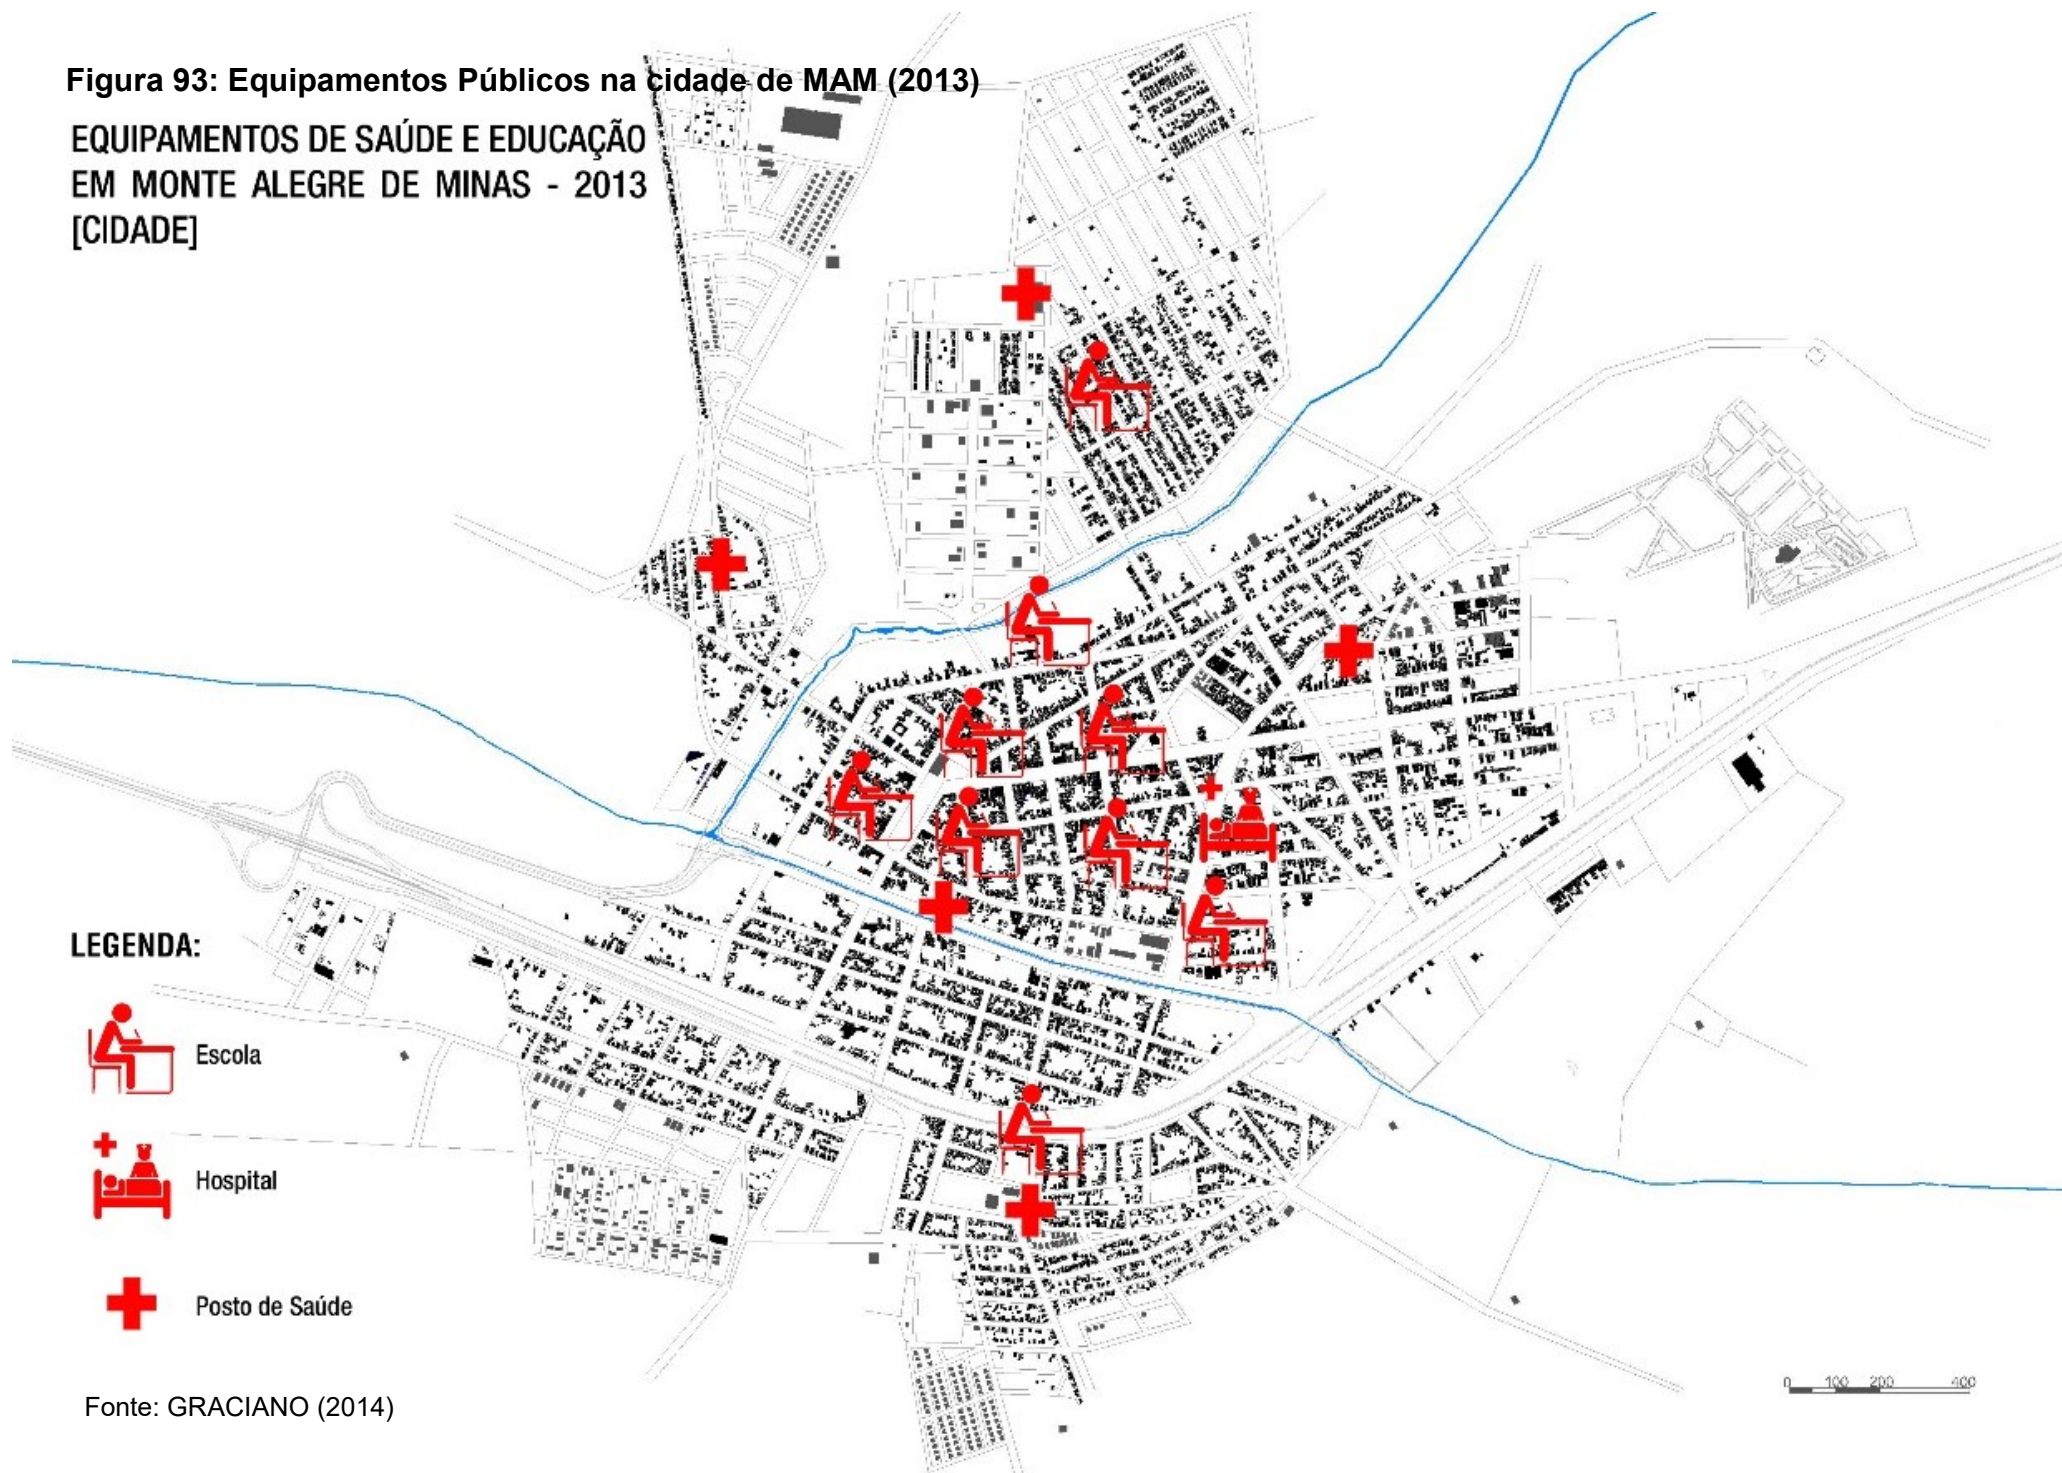 Figura 93: Equipamentos Públicos na cidade de MAM (2013)
EQUIPAMENTOS DE SAÚDE E EDUCAÇÃO
EM MONTE ALEGRE DE MINAS - 2013
[CIDADE]
LEGENDA:
Escola
Hospital
Posto de Saúde
Fonte: GRACIANO (2014)
0 100 200 400